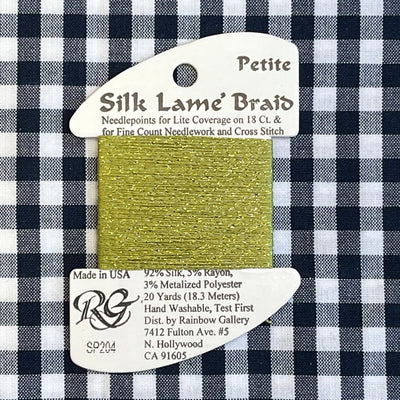 Petite
Silk Lame' Braid
Needlepoints for Lite Coverage on 18 Ct. &
for Fine Count Needlework and Cross Stitch
Made in USA
92% Silk, 5% Rayon,
3% Metalized Polyester
20 Yards (18.3 Meters)
Hand Washable, Test First
Dist. by Rainbow Gallery
7412 Fulton Ave. #5
N. Hollywood
CA 91605
RG
SP204